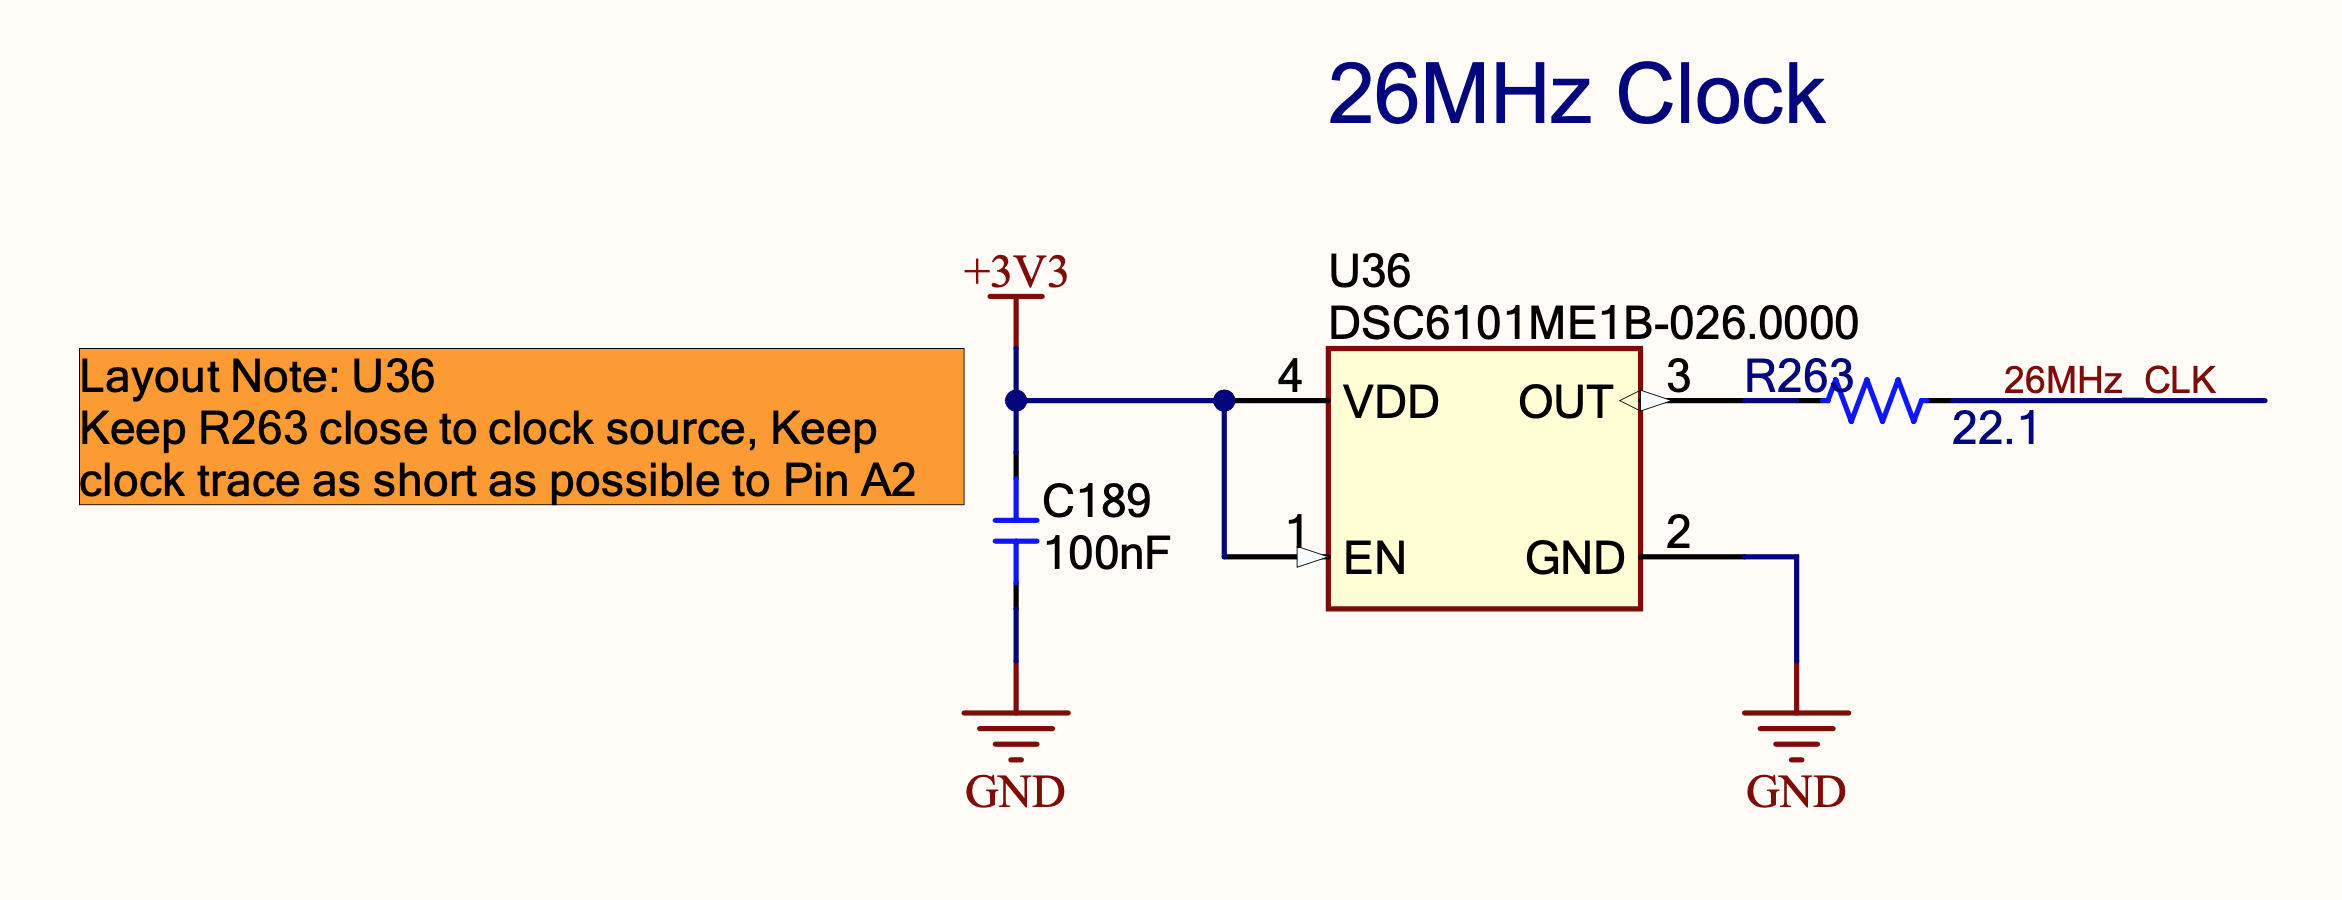 26MHz Clock
+3V3
U36
DSC6101ME1B-026.0000
Layout Note: U36
Keep R263 close to clock source, Keep
clock trace as short as possible to Pin A2
4
VDD
OUT
3
R263
26MHz_CLK
22.1
C189
100nF
1
EN
GND
2
GND
GND